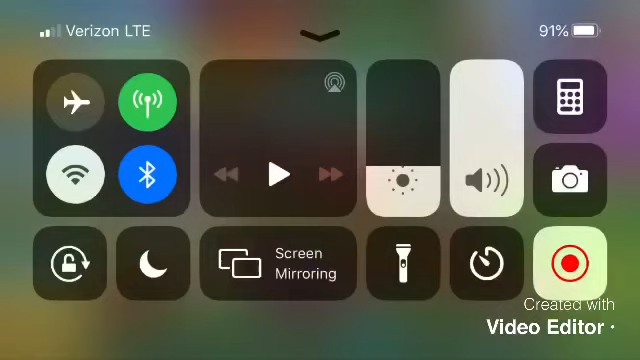 Verizon LTE
91%
Screen
Mirroring
Created with
Video Editor ·